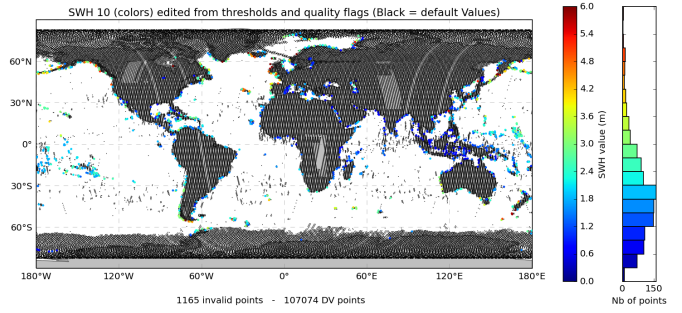 SWH 10 (colors) edited from thresholds and quality flags (Black = default Values)
60°N
30°N
0°
30°S
60°S
180°W 120°W 60°W 0° 60°E 120°E 180°E
1165 invalid points - 107074 DV points
6.0
5.4
4.8
4.2
3.6
3.0
2.4
1.8
1.2
0.6
0.0
SWH value (m)
0 150
Nb of points